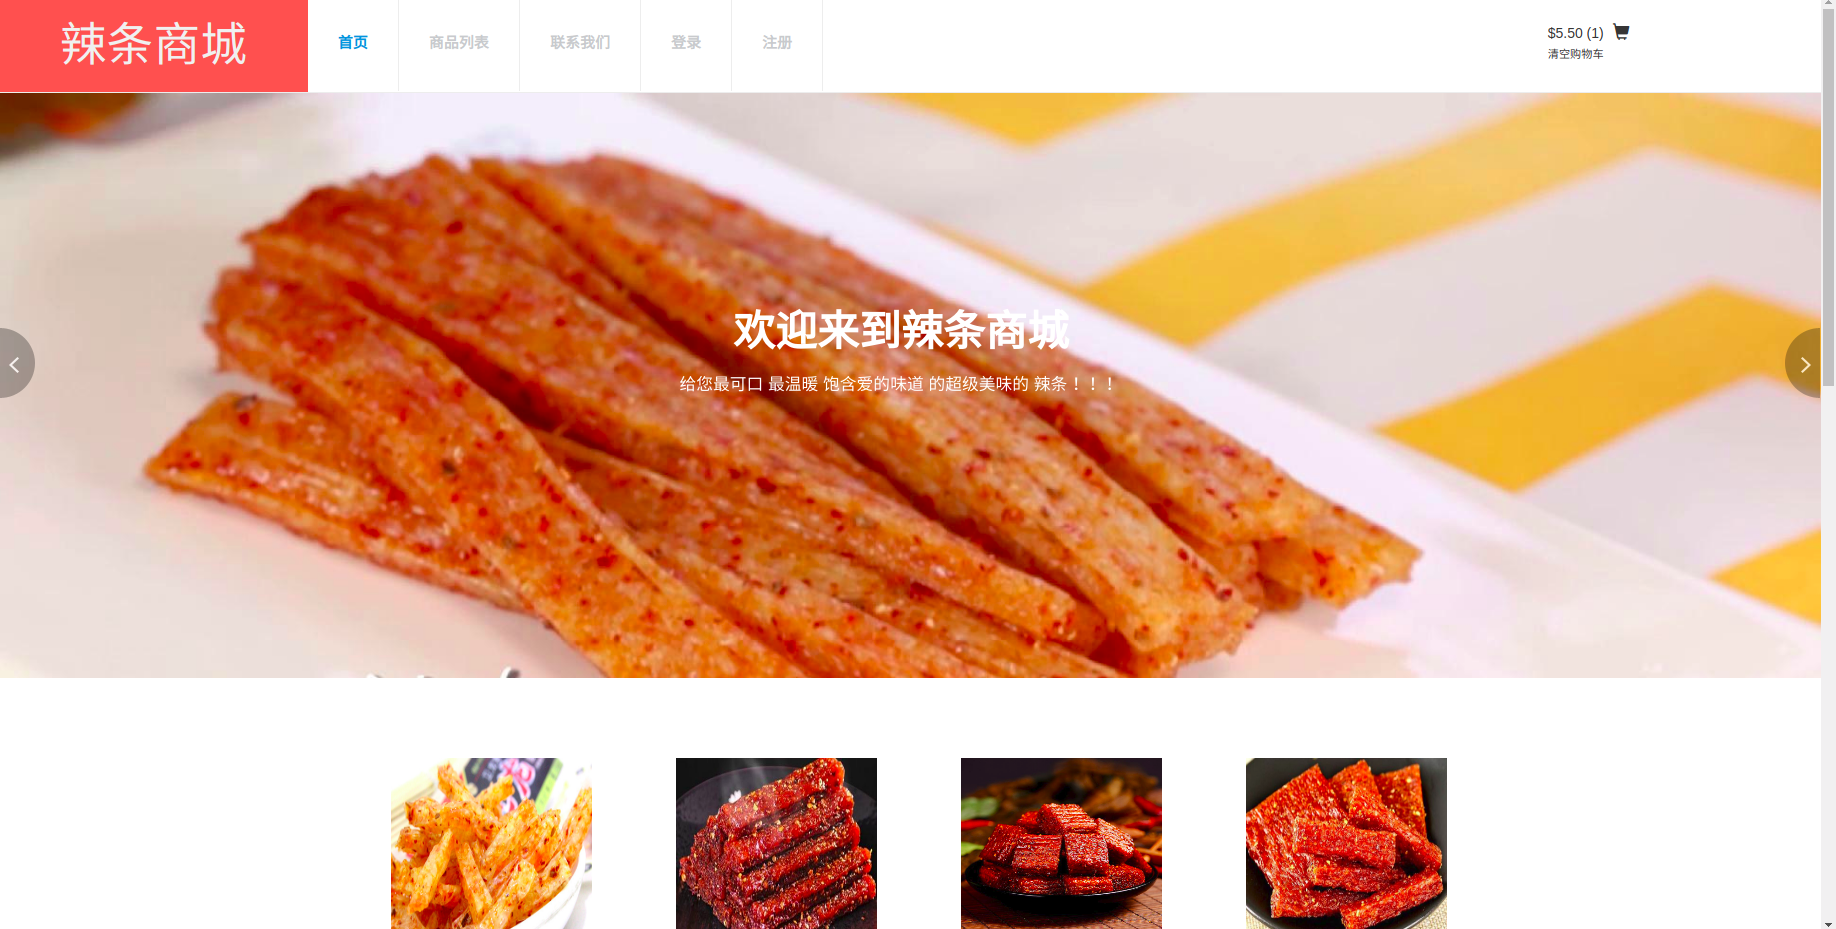 辣条商城
首页
商品列表
联系我们
登录
注册
$5.50 (1)
清空购物车
欢迎来到辣条商城
给您最可口 最温暖 饱含爱的味道 的超级美味的 辣条！！！